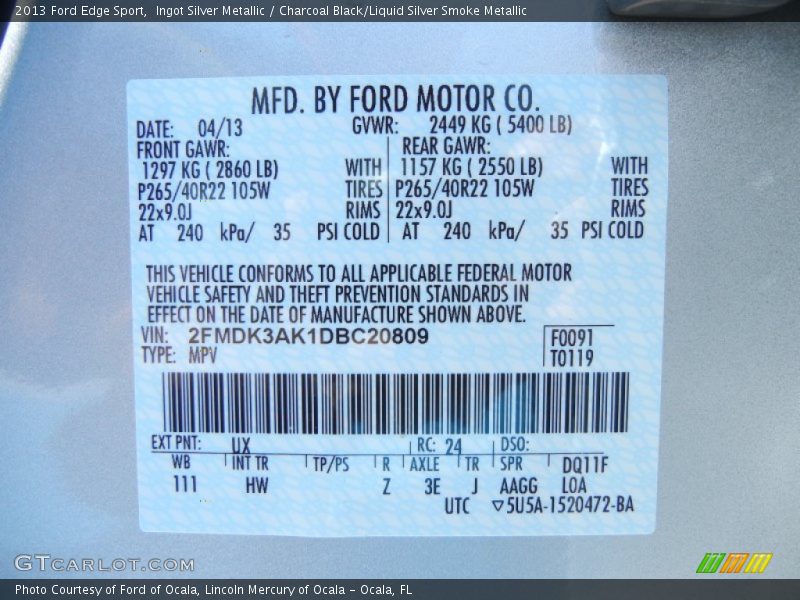 2013 Ford Edge Sport, Ingot Silver Metallic / Charcoal Black/Liquid Silver Smoke Metallic
MFD. BY FORD MOTOR CO.
DATE: 04/13 GVWR: 2449 KG ( 5400 LB)
FRONT GAWR: REAR GAWR:
1297 KG ( 2860 LB) WITH 1157 KG ( 2550 LB) WITH
P265/40R22 105W TIRES P265/40R22 105W TIRES
22x9.0J RIMS 22x9.0J RIMS
AT 240 kPa/ 35 PSI COLD AT 240 kPa/ 35 PSI COLD
THIS VEHICLE CONFORMS TO ALL APPLICABLE FEDERAL MOTOR
VEHICLE SAFETY AND THEFT PREVENTION STANDARDS IN
EFFECT ON THE DATE OF MANUFACTURE SHOWN ABOVE.
VIN: 2FMDK3AK1DBC20809 F0091
TYPE: MPV T0119
EXT PNT: UX RC: 24 DSO:
WB INT TR TP/PS R AXLE TR SPR DQ11F
111 HW Z 3E J AAGG LOA
UTC ▽5U5A-1520472-BA
GTCARLOT.COM
Photo Courtesy of Ford of Ocala, Lincoln Mercury of Ocala - Ocala, FL